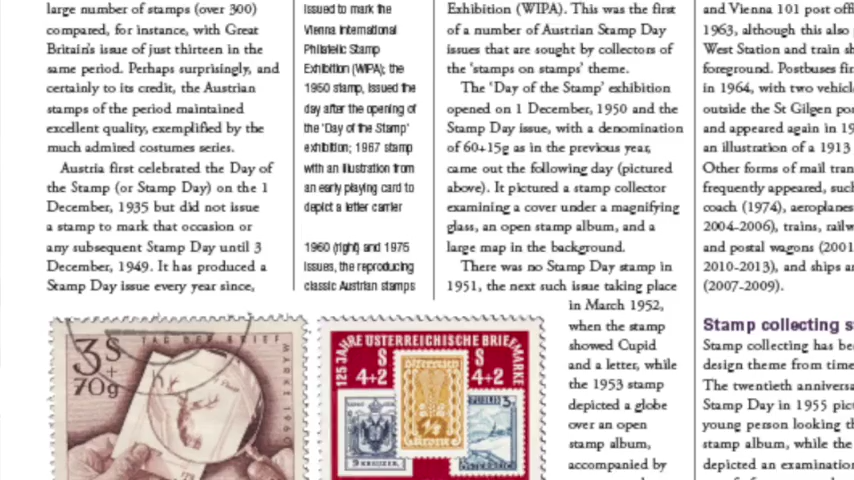 large number of stamps (over 300)
compared, for instance, with Great
Britain's issue of just thirteen in the
same period. Perhaps surprisingly, and
certainly to its credit, the Austrian
stamps of the period maintained
excellent quality, exemplified by the
much admired costumes series.
Austria first celebrated the Day of
the Stamp (or Stamp Day) on the 1
December, 1935 but did not issue
a stamp to mark that occasion or
any subsequent Stamp Day until 3
December, 1949. It has produced a
Stamp Day issue every year since,
issued to mark the
Vienna International
Philatelic Stamp
Exhibition (WIPA); the
1950 stamp, issued the
day after the opening of
the 'Day of the Stamp'
exhibition; 1967 stamp
with an illustration from
an early playing card to
depict a letter carrier
1960 (right) and 1975
issues, the reproducing
classic Austrian stamps
Exhibition (WIPA). This was the first
of a number of Austrian Stamp Day
issues that are sought by collectors of
the 'stamps on stamps' theme.
The 'Day of the Stamp' exhibition
opened on 1 December, 1950 and the
Stamp Day issue, with a denomination
of 60+15g as in the previous year,
came out the following day (pictured
above). It pictured a stamp collector
examining a cover under a magnifying
glass, an open stamp album, and a
large map in the background.
There was no Stamp Day stamp in
1951, the next such issue taking place
in March 1952,
when the stamp
showed Cupid
and a letter, while
the 1953 stamp
depicted a globe
over an open
stamp album,
accompanied by
and Vienna 101 post offi
1963, although this also
West Station and train sh
foreground. Postbuses fir
in 1964, with two vehicl
outside the St Gilgen po
and appeared again in 19
an illustration of a 1913
Other forms of mail tran
frequently appeared, suc
coach (1974), aeroplanes
2004-2006), trains, railw
and postal wagons (2001
2010-2013), and ships a
(2007-2009).
Stamp collecting s
Stamp collecting has be
design theme from time
The twentieth anniversa
Stamp Day in 1955 pict
young person looking th
stamp album, while the
depicted an examination
3S
+
70g
TAG DER BRIEFMARKE 1960
125 JAHRE ÖSTERREICHISCHE BRIEFMARKE
S
4+2
S
4+2
9 KREUZER.
ÖSTERREICH